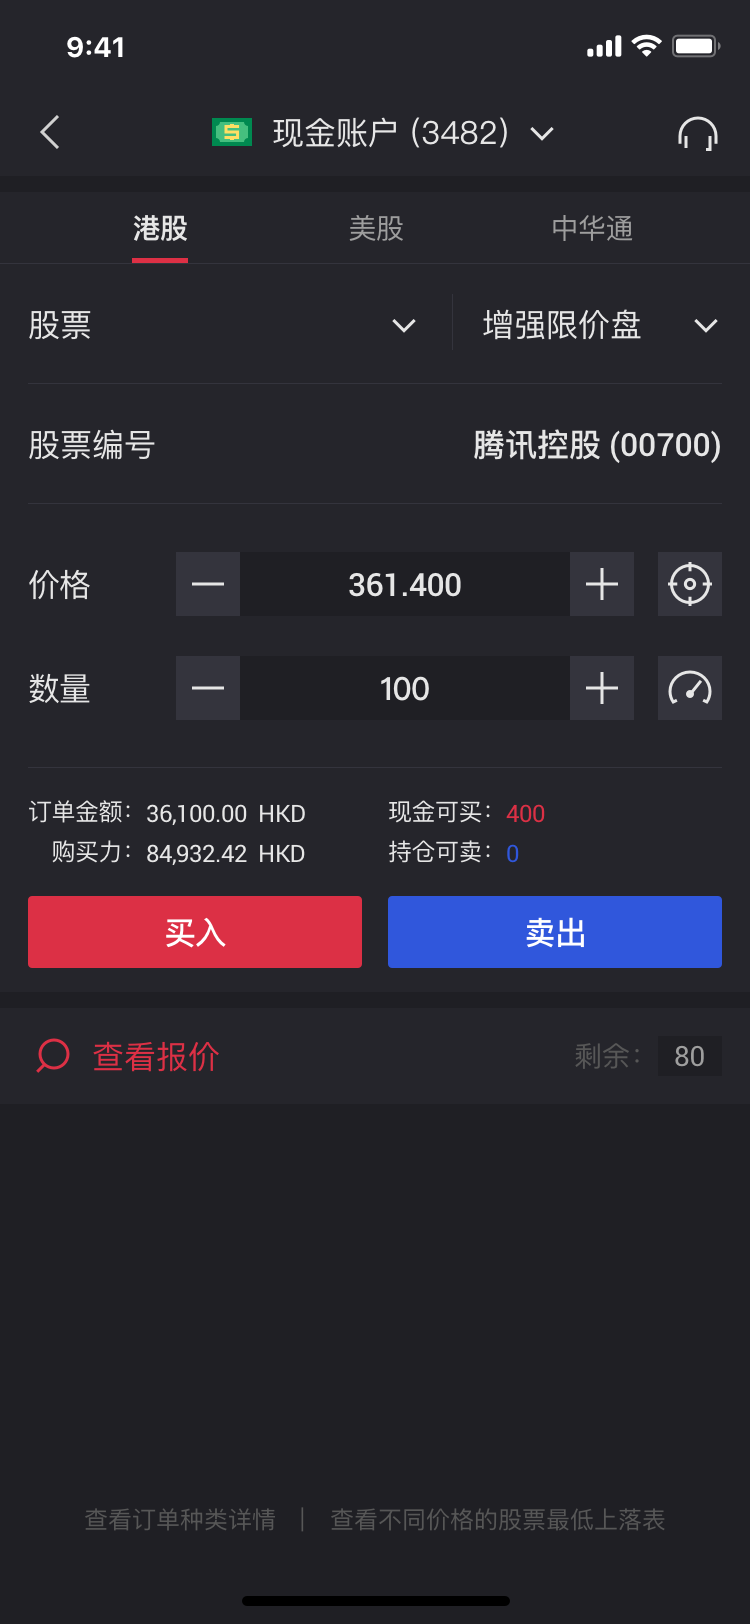 9:41
现金账户 (3482)
港股 美股 中华通
股票 增强限价盘
股票编号 腾讯控股 (00700)
价格 361.400
数量 100
订单金额: 36,100.00 HKD 现金可买: 400
购买力: 84,932.42 HKD 持仓可卖: 0
买入 卖出
查看报价 剩余: 80
查看订单种类详情 | 查看不同价格的股票最低上落表